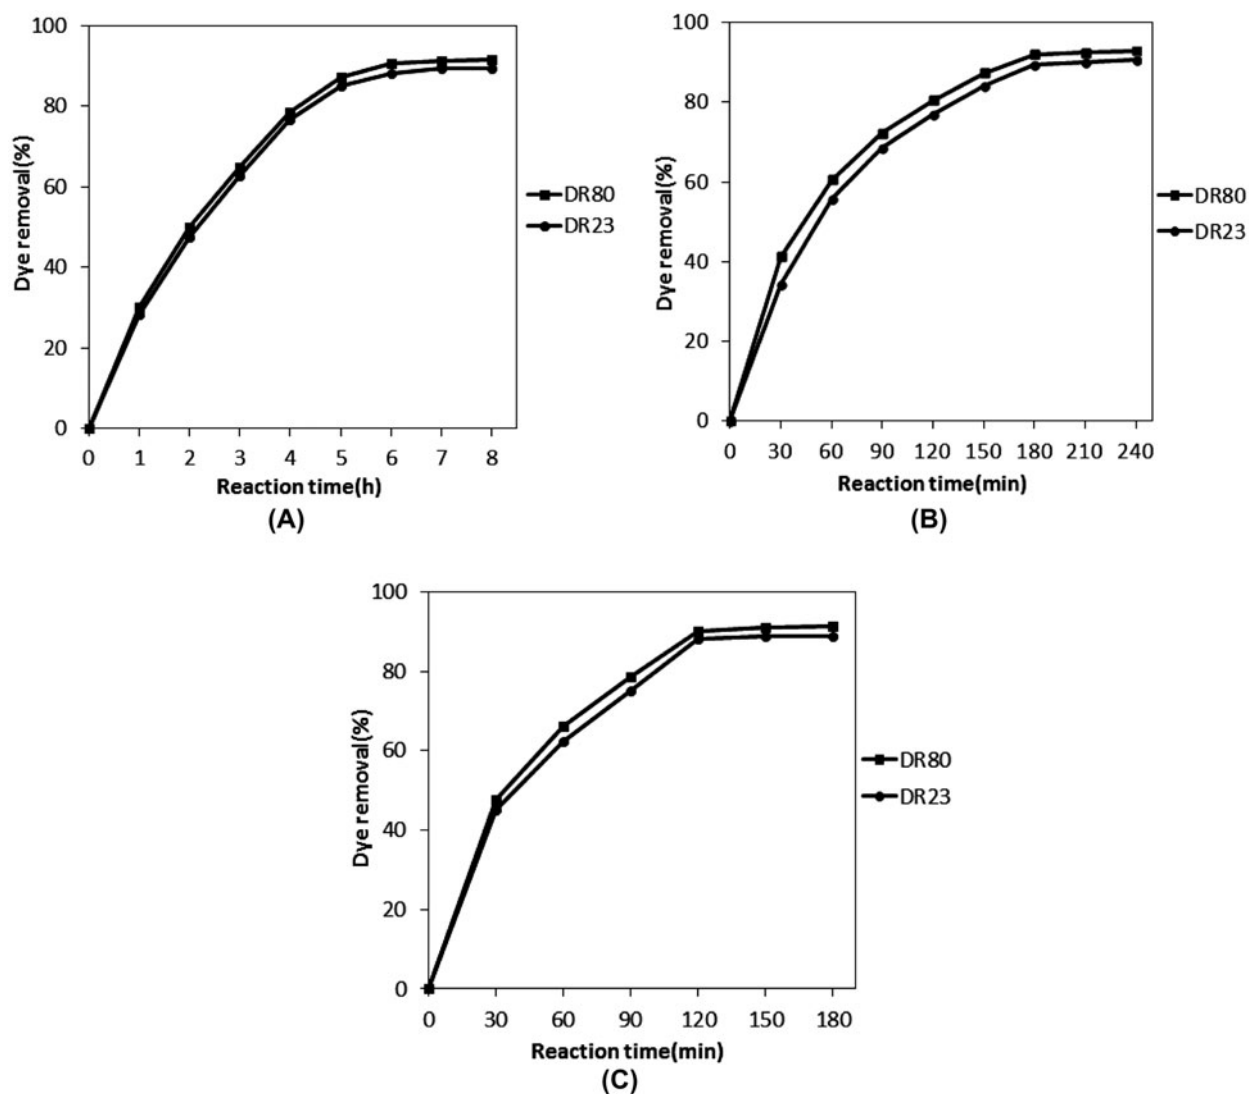 100
80
60
40
20
0
Dye removal(%)
0 1 2 3 4 5 6 7 8
Reaction time(h)
DR80
DR23
(A)
100
80
60
40
20
0
Dye removal(%)
0 30 60 90 120 150 180 210 240
Reaction time(min)
DR80
DR23
(B)
100
80
60
40
20
0
Dye removal(%)
0 30 60 90 120 150 180
Reaction time(min)
DR80
DR23
(C)